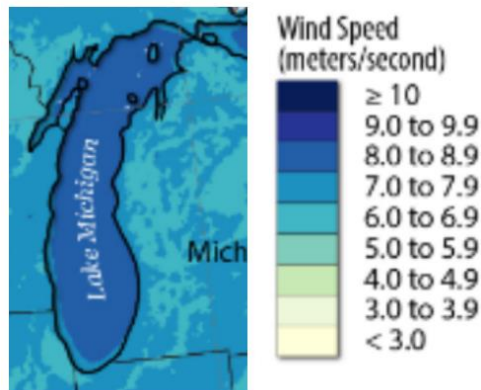 Lake Michigan
Mich
Wind Speed
(meters/second)
≥ 10
9.0 to 9.9
8.0 to 8.9
7.0 to 7.9
6.0 to 6.9
5.0 to 5.9
4.0 to 4.9
3.0 to 3.9
< 3.0